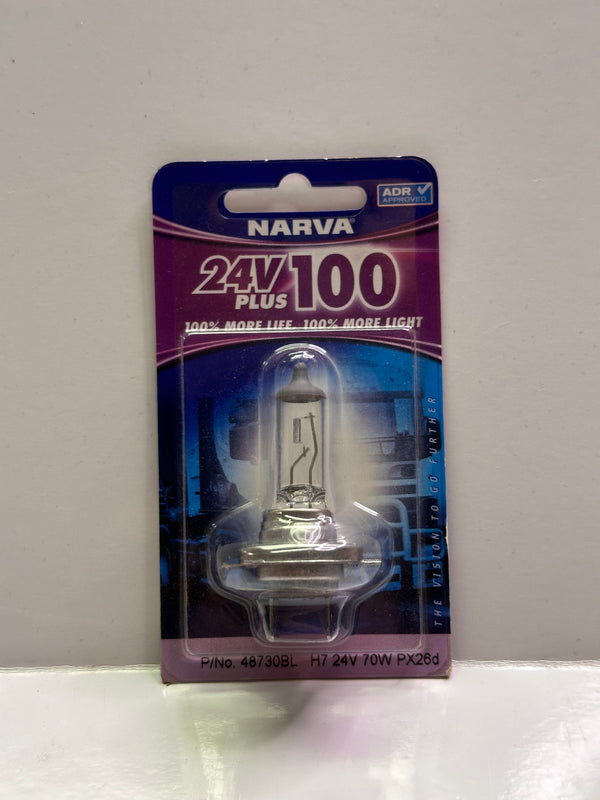 ADR
APPROVED
NARVA
24V
PLUS 100
100% MORE LIFE, 100% MORE LIGHT
THE VISION TO GO FURTHER
P/No. 48730BL H7 24V 70W PX26d